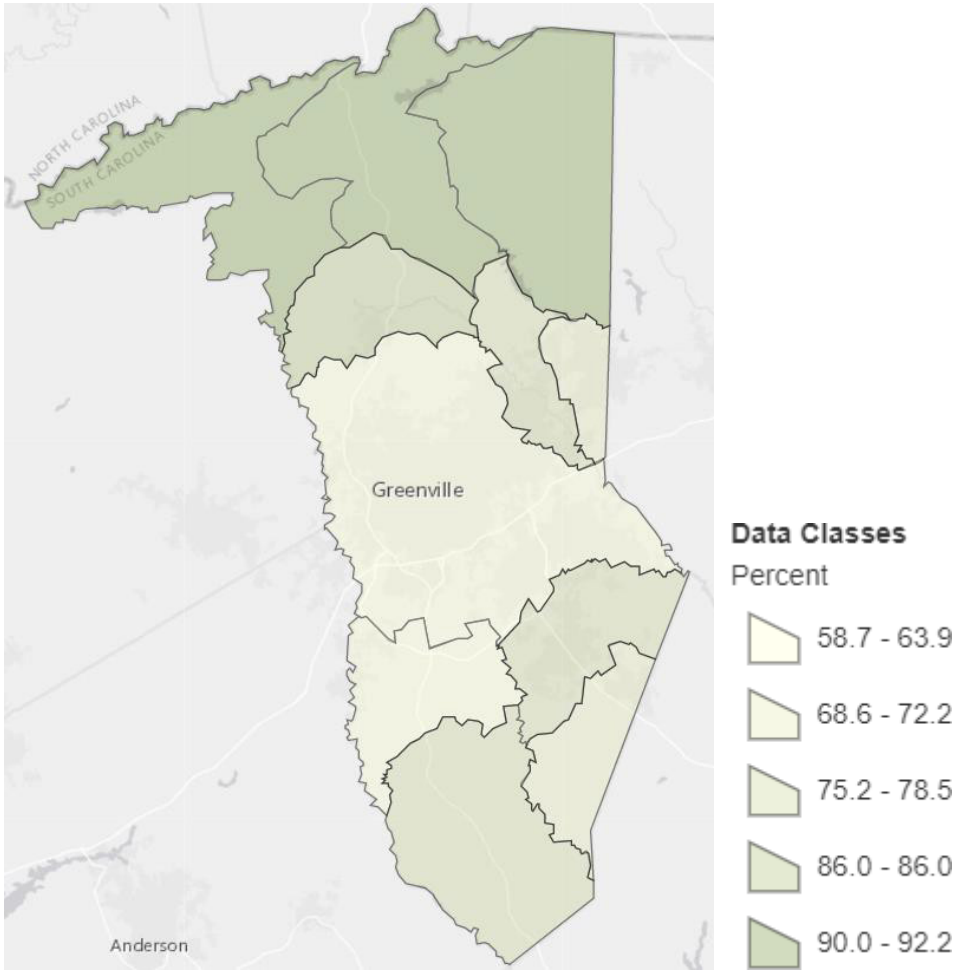 NORTH CAROLINA
SOUTH CAROLINA
Greenville
Anderson
Data Classes
Percent
58.7 - 63.9
68.6 - 72.2
75.2 - 78.5
86.0 - 86.0
90.0 - 92.2